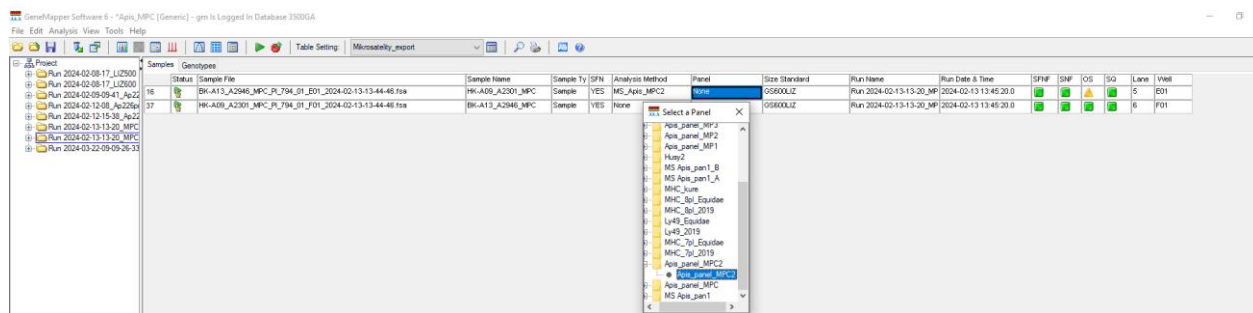 GeneMapper Software 6 - *Apis_MPC [Generic] - grn Is Logged In Database 3500GA
File Edit Analysis View Tools Help
Table Setting: Mikrosatelity_export
Project
Run 2024-02-08-17_LIZ500
Run 2024-02-08-17_LIZ600
Run 2024-02-09-09-41_Ap22
Run 2024-02-12-08_Ap226p
Run 2024-02-12-15-38_Ap22
Run 2024-02-13-13-20_MPC
Run 2024-02-13-13-20_MPC
Run 2024-03-22-09-09-26-33
Samples Genotypes
Status Sample File Sample Name Sample Ty SFN Analysis Method Panel Size Standard Run Name Run Date & Time SFNF SNF OS SQ Lane Well
16 BK-A13_A2946_MPC_PI_794_01_E01_2024-02-13-13-44-46.fsa HK-A09_A2301_MPC Sample YES MS_Apis_MPC2 None GS600LIZ Run 2024-02-13-13-20_MP 2024-02-13 13:45:20.0 5 E01
37 HK-A09_A2301_MPC_PI_794_01_F01_2024-02-13-13-44-46.fsa BK-A13_A2946_MPC Sample YES None GS600LIZ Run 2024-02-13-13-20_MP 2024-02-13 13:45:20.0 6 F01
Select a Panel
Apis_panel_MP3
Apis_panel_MP2
Apis_panel_MP1
Husy2
MS Apis_pan1_B
MS Apis_pan1_A
MHC_kure
MHC_8pl_Equidae
MHC_8pl_2019
Ly49_Equidae
Ly49_2019
MHC_7pl_Equidae
MHC_7pl_2019
Apis_panel_MPC2
Apis_panel_MPC2
Apis_panel_MPC
MS Apis_pan1